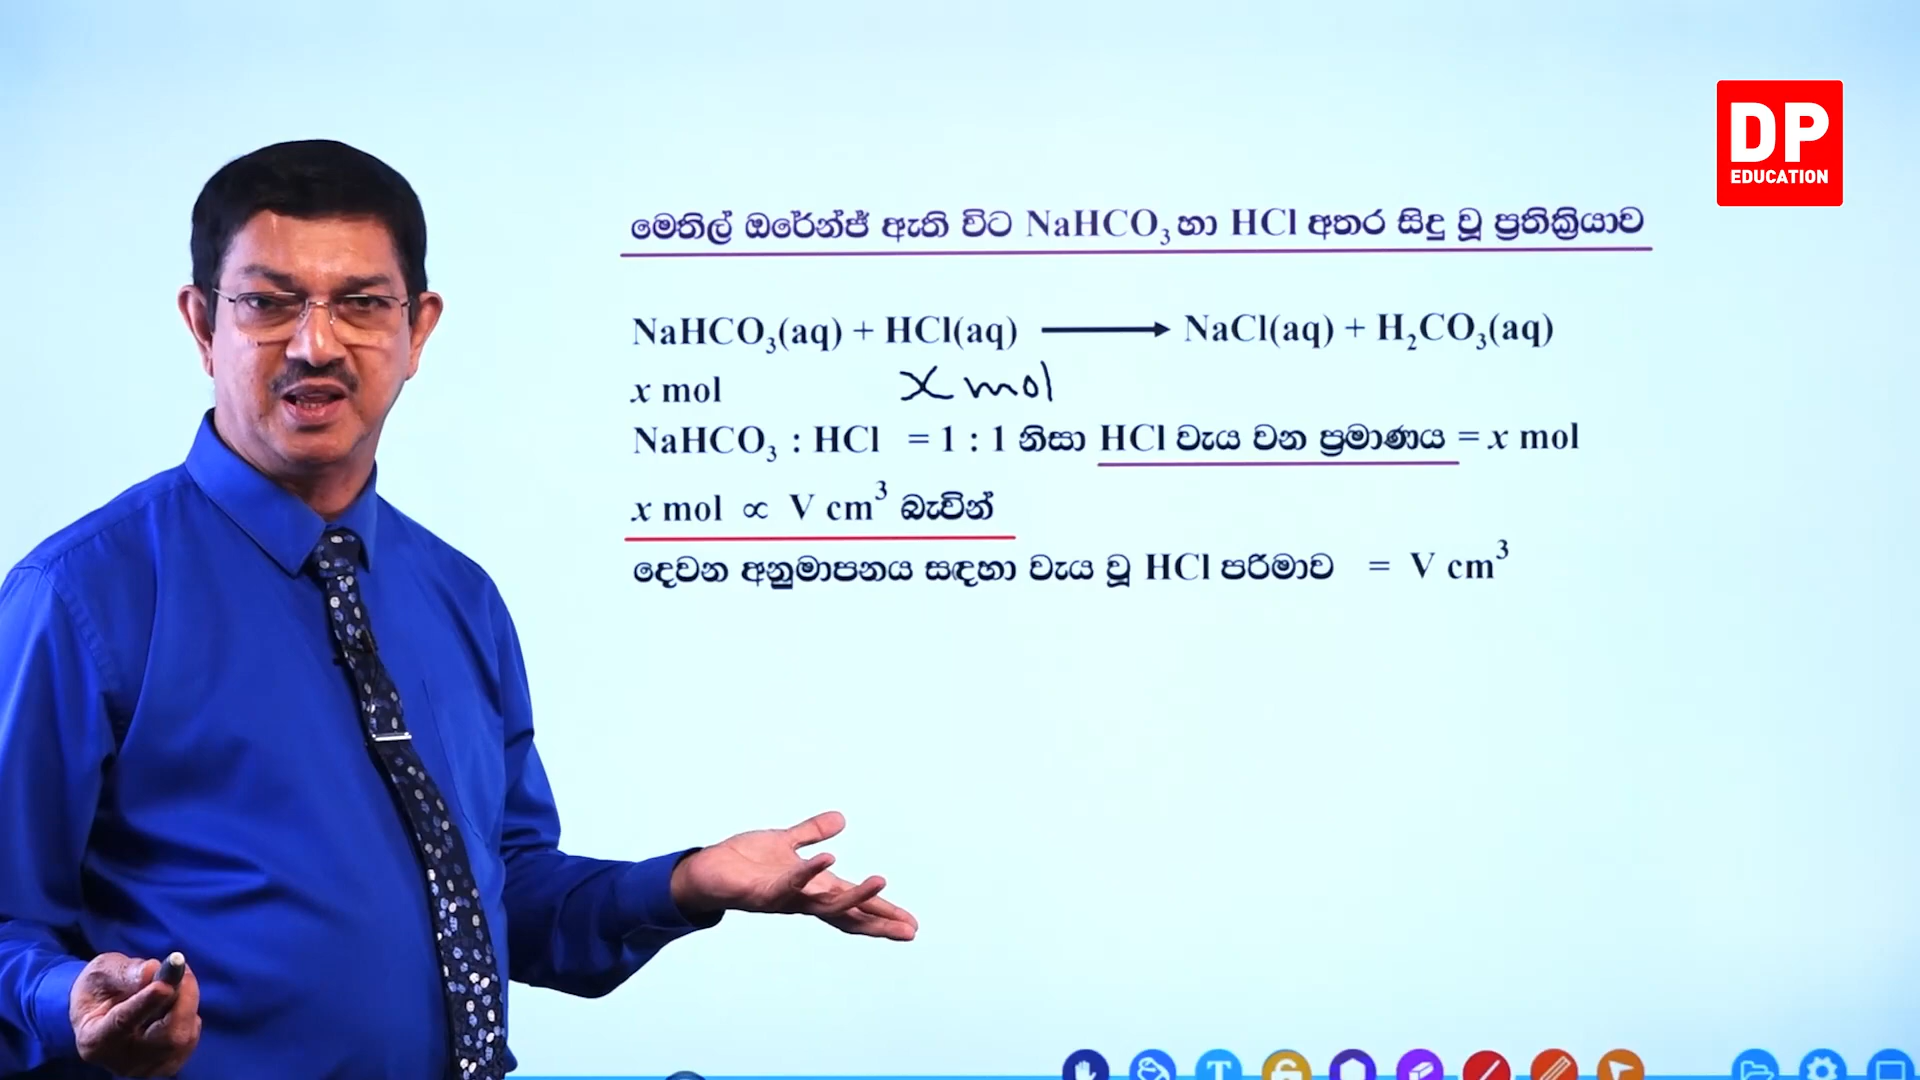 DP
EDUCATION
මෙතිල් ඔරේන්ජ් ඇති විට NaHCO₃ හා HCl අතර සිදු වූ ප්‍රතික්‍රියාව
NaHCO₃(aq) + HCl(aq) ⟶ NaCl(aq) + H₂CO₃(aq)
x mol x mol
NaHCO₃ : HCl = 1 : 1 නිසා HCl වැය වන ප්‍රමාණය = x mol
x mol ∝ V cm³ බැවින්
දෙවන අනුමාපනය සඳහා වැය වූ HCl පරිමාව = V cm³